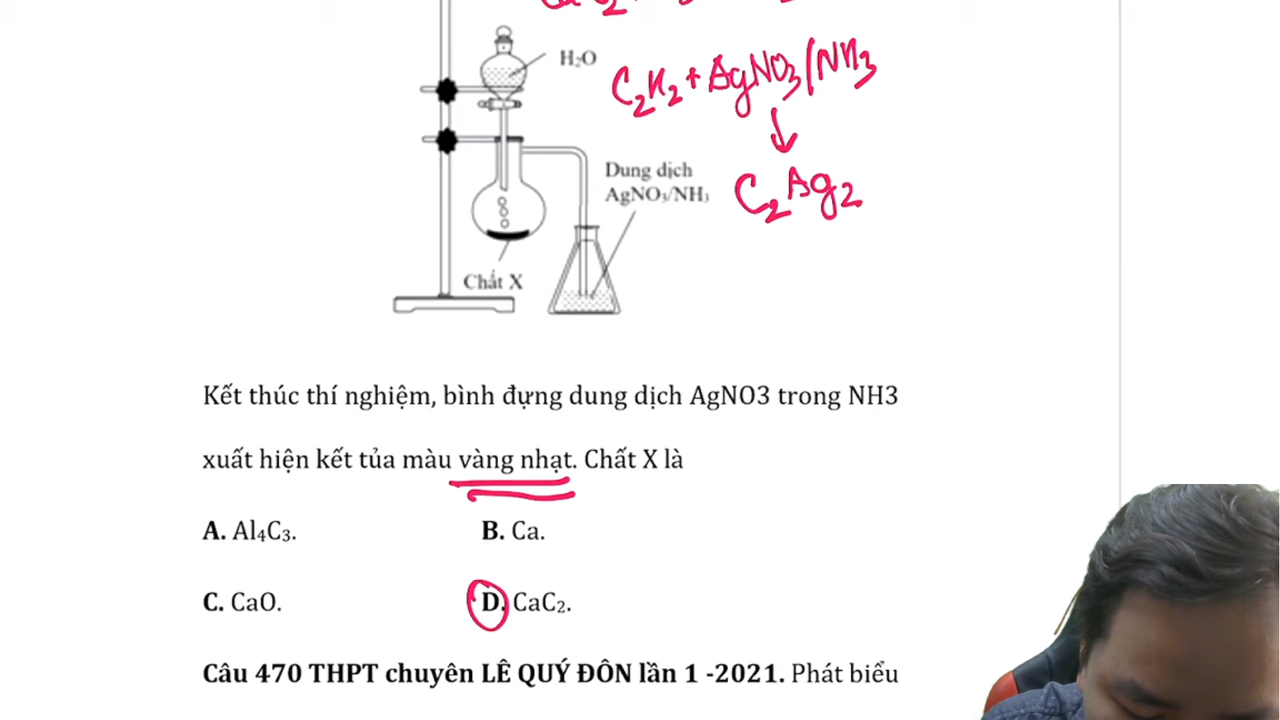 H₂O
C₂H₂ + AgNO₃/NH₃
↓
C₂Ag₂
Dung dịch
AgNO₃/NH₃
Chất X
Kết thúc thí nghiệm, bình đựng dung dịch AgNO3 trong NH3
xuất hiện kết tủa màu vàng nhạt. Chất X là
A. Al₄C₃. B. Ca.
C. CaO. D. CaC₂.
Câu 470 THPT chuyên LÊ QUÝ ĐÔN lần 1 -2021. Phát biểu